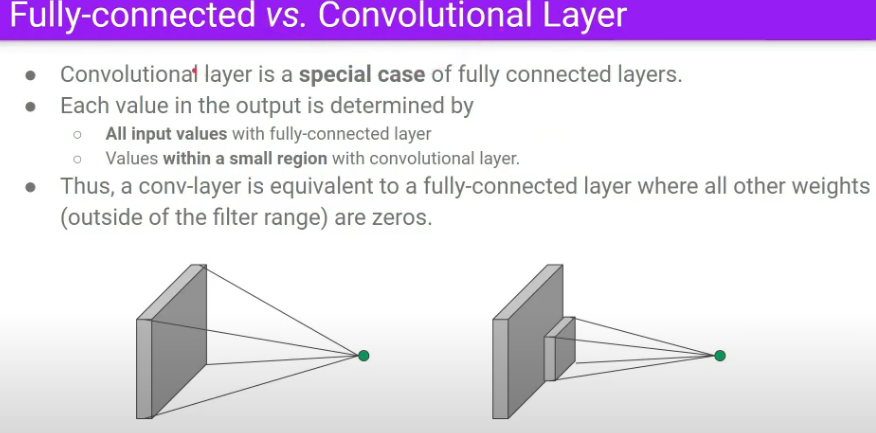 Fully-connected vs. Convolutional Layer
● Convolutional layer is a special case of fully connected layers.
● Each value in the output is determined by
○ All input values with fully-connected layer
○ Values within a small region with convolutional layer.
● Thus, a conv-layer is equivalent to a fully-connected layer where all other weights
(outside of the filter range) are zeros.